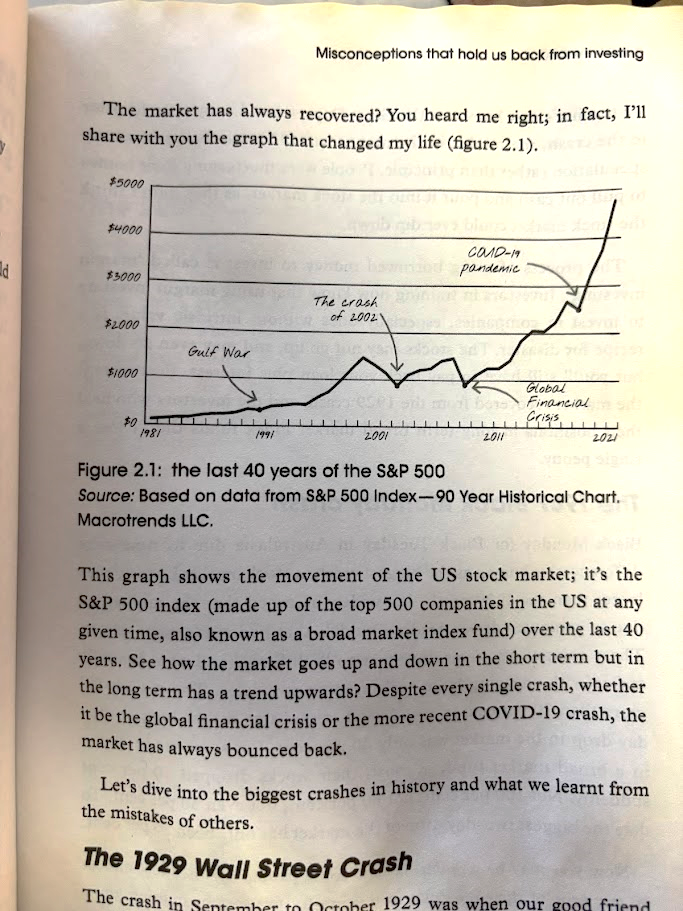 Misconceptions that hold us back from investing
The market has always recovered? You heard me right; in fact, I'll
share with you the graph that changed my life (figure 2.1).
$5000
$4000
COVID-19
pandemic
$3000
The crash
of 2002
$2000
Gulf War
$1000
Global
Financial
Crisis
$0
1981
1991
2001
2011
2021
Figure 2.1: the last 40 years of the S&P 500
Source: Based on data from S&P 500 Index—90 Year Historical Chart.
Macrotrends LLC.
This graph shows the movement of the US stock market; it's the
S&P 500 index (made up of the top 500 companies in the US at any
given time, also known as a broad market index fund) over the last 40
years. See how the market goes up and down in the short term but in
the long term has a trend upwards? Despite every single crash, whether
it be the global financial crisis or the more recent COVID-19 crash, the
market has always bounced back.
Let's dive into the biggest crashes in history and what we learnt from
the mistakes of others.
The 1929 Wall Street Crash
The crash in September to October 1929 was when our good friend